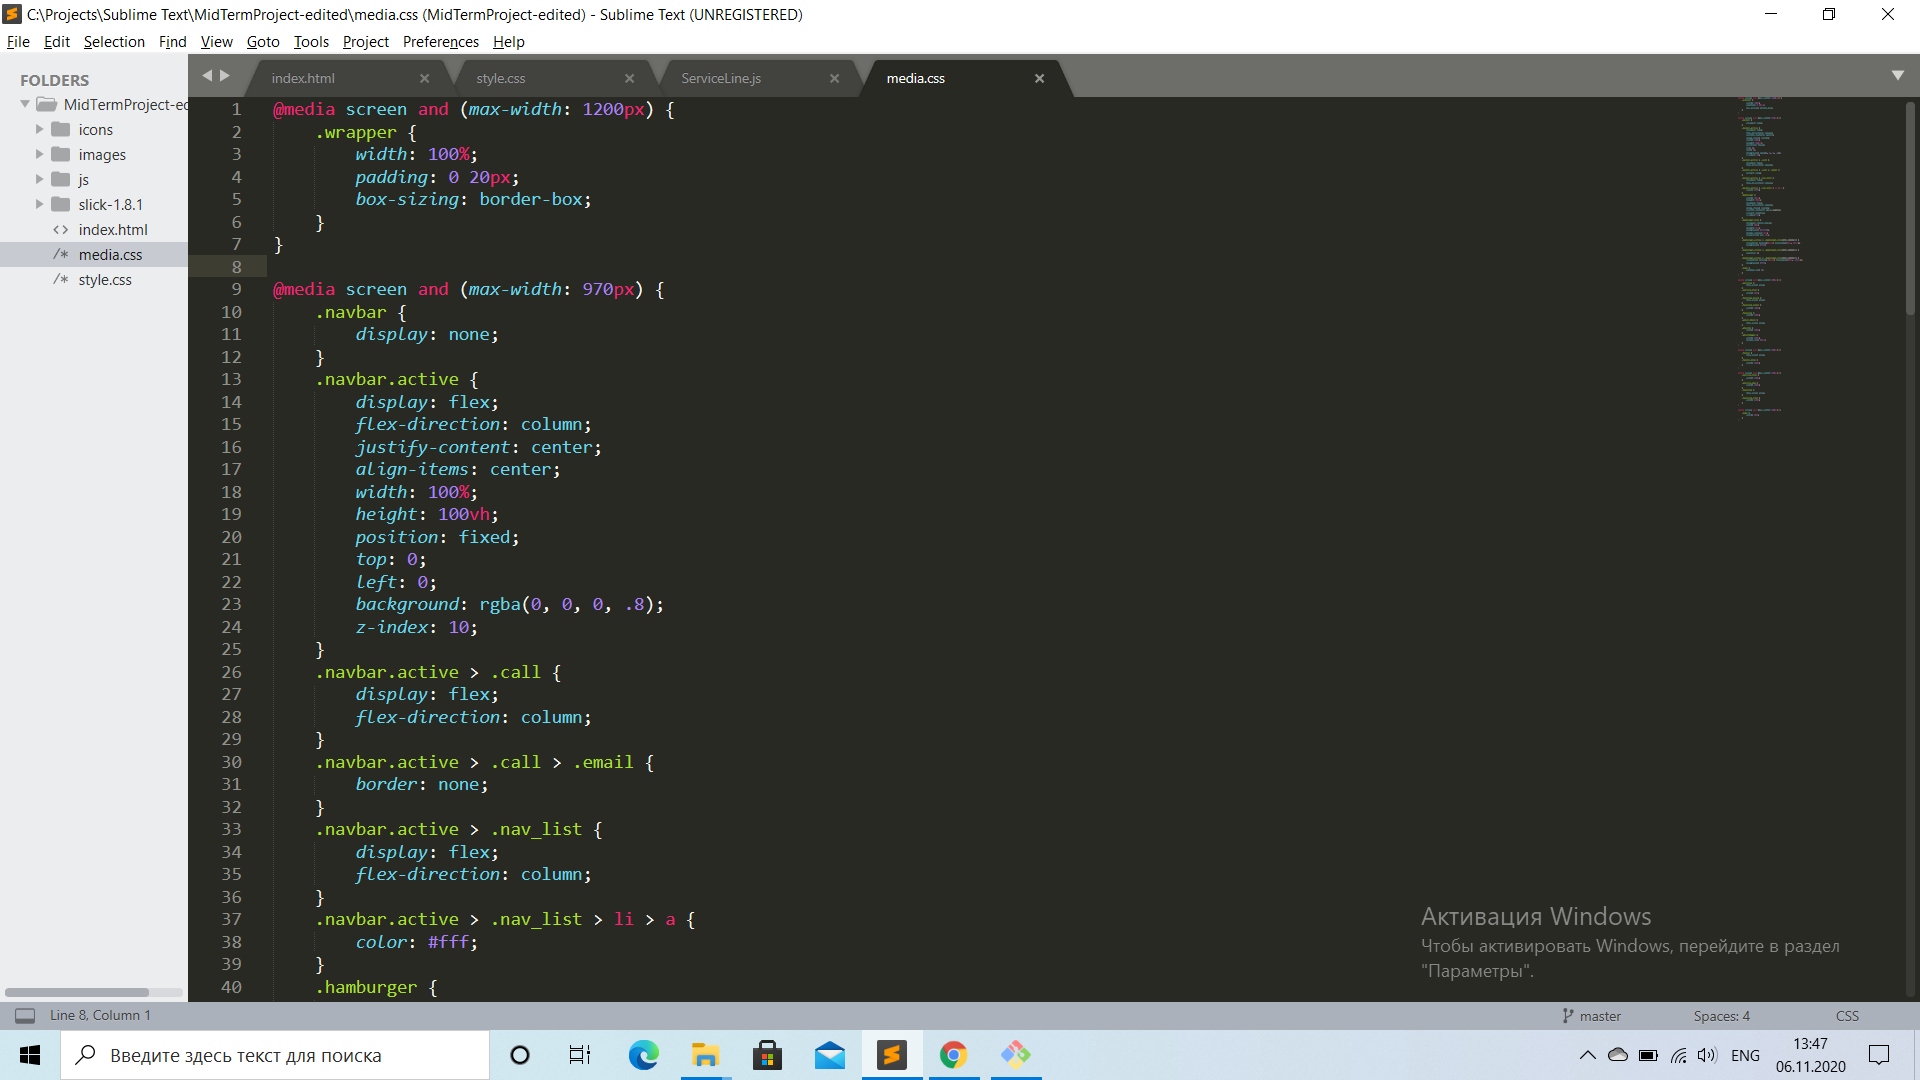 C:\Projects\Sublime Text\MidTermProject-edited\media.css (MidTermProject-edited) - Sublime Text (UNREGISTERED)
File Edit Selection Find View Goto Tools Project Preferences Help
FOLDERS
MidTermProject-ed
icons
images
js
slick-1.8.1
index.html
media.css
style.css
index.html style.css ServiceLine.js media.css
1 @media screen and (max-width: 1200px) {
2 .wrapper {
3 width: 100%;
4 padding: 0 20px;
5 box-sizing: border-box;
6 }
7 }
8
9 @media screen and (max-width: 970px) {
10 .navbar {
11 display: none;
12 }
13 .navbar.active {
14 display: flex;
15 flex-direction: column;
16 justify-content: center;
17 align-items: center;
18 width: 100%;
19 height: 100vh;
20 position: fixed;
21 top: 0;
22 left: 0;
23 background: rgba(0, 0, 0, .8);
24 z-index: 10;
25 }
26 .navbar.active > .call {
27 display: flex;
28 flex-direction: column;
29 }
30 .navbar.active > .call > .email {
31 border: none;
32 }
33 .navbar.active > .nav_list {
34 display: flex;
35 flex-direction: column;
36 }
37 .navbar.active > .nav_list > li > a {
38 color: #fff;
39 }
40 .hamburger {
Активация Windows
Чтобы активировать Windows, перейдите в раздел
"Параметры".
Line 8, Column 1 master Spaces: 4 CSS
Введите здесь текст для поиска
ENG
13:47
06.11.2020